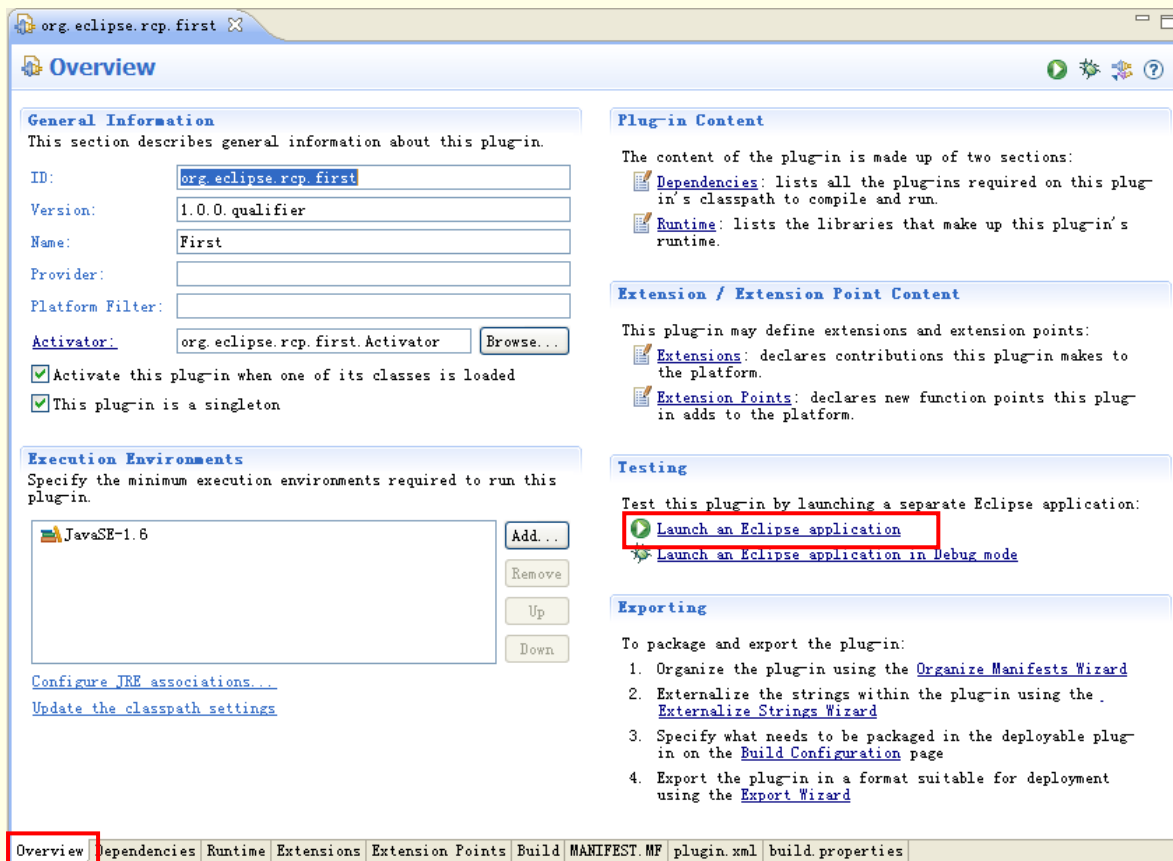 org.eclipse.rcp.first
Overview
General Information
This section describes general information about this plug-in.
ID:
org.eclipse.rcp.first
Version:
1.0.0.qualifier
Name:
First
Provider:
Platform Filter:
Activator:
org.eclipse.rcp.first.Activator
Browse...
Activate this plug-in when one of its classes is loaded
This plug-in is a singleton
Execution Environments
Specify the minimum execution environments required to run this
plug-in.
JavaSE-1.6
Add...
Remove
Up
Down
Configure JRE associations...
Update the classpath settings
Plug-in Content
The content of the plug-in is made up of two sections:
Dependencies: lists all the plug-ins required on this plug-
in's classpath to compile and run.
Runtime: lists the libraries that make up this plug-in's
runtime.
Extension / Extension Point Content
This plug-in may define extensions and extension points:
Extensions: declares contributions this plug-in makes to
the platform.
Extension Points: declares new function points this plug-
in adds to the platform.
Testing
Test this plug-in by launching a separate Eclipse application:
Launch an Eclipse application
Launch an Eclipse application in Debug mode
Exporting
To package and export the plug-in:
1. Organize the plug-in using the Organize Manifests Wizard
2. Externalize the strings within the plug-in using the
Externalize Strings Wizard
3. Specify what needs to be packaged in the deployable plug-
in on the Build Configuration page
4. Export the plug-in in a format suitable for deployment
using the Export Wizard
Overview Dependencies Runtime Extensions Extension Points Build MANIFEST.MF plugin.xml build.properties